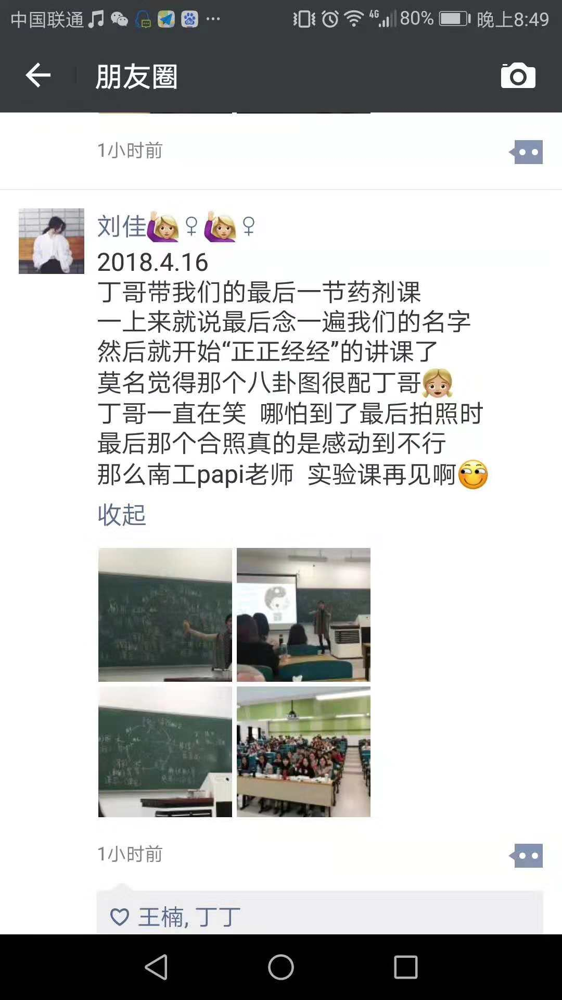 中国联通 4G 80% 晚上8:49
朋友圈
1小时前
刘佳🙋🏼♀🙋🏼♀
2018.4.16
丁哥带我们的最后一节药剂课
一上来就说最后念一遍我们的名字
然后就开始“正正经经”的讲课了
莫名觉得那个八卦图很配丁哥👧🏼
丁哥一直在笑  哪怕到了最后拍照时
最后那个合照真的是感动到不行
那么南工papi老师  实验课再见啊
收起
1小时前
王楠, 丁丁